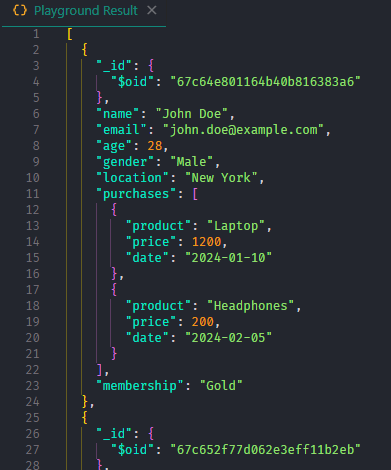 {} Playground Result ×
1 [
2 {
3 "_id": {
4 "$oid": "67c64e801164b40b816383a6"
5 },
6 "name": "John Doe",
7 "email": "john.doe@example.com",
8 "age": 28,
9 "gender": "Male",
10 "location": "New York",
11 "purchases": [
12 {
13 "product": "Laptop",
14 "price": 1200,
15 "date": "2024-01-10"
16 },
17 {
18 "product": "Headphones",
19 "price": 200,
20 "date": "2024-02-05"
21 }
22 ],
23 "membership": "Gold"
24 },
25 {
26 "_id": {
27 "$oid": "67c652f77d062e3eff11b2eb"
},